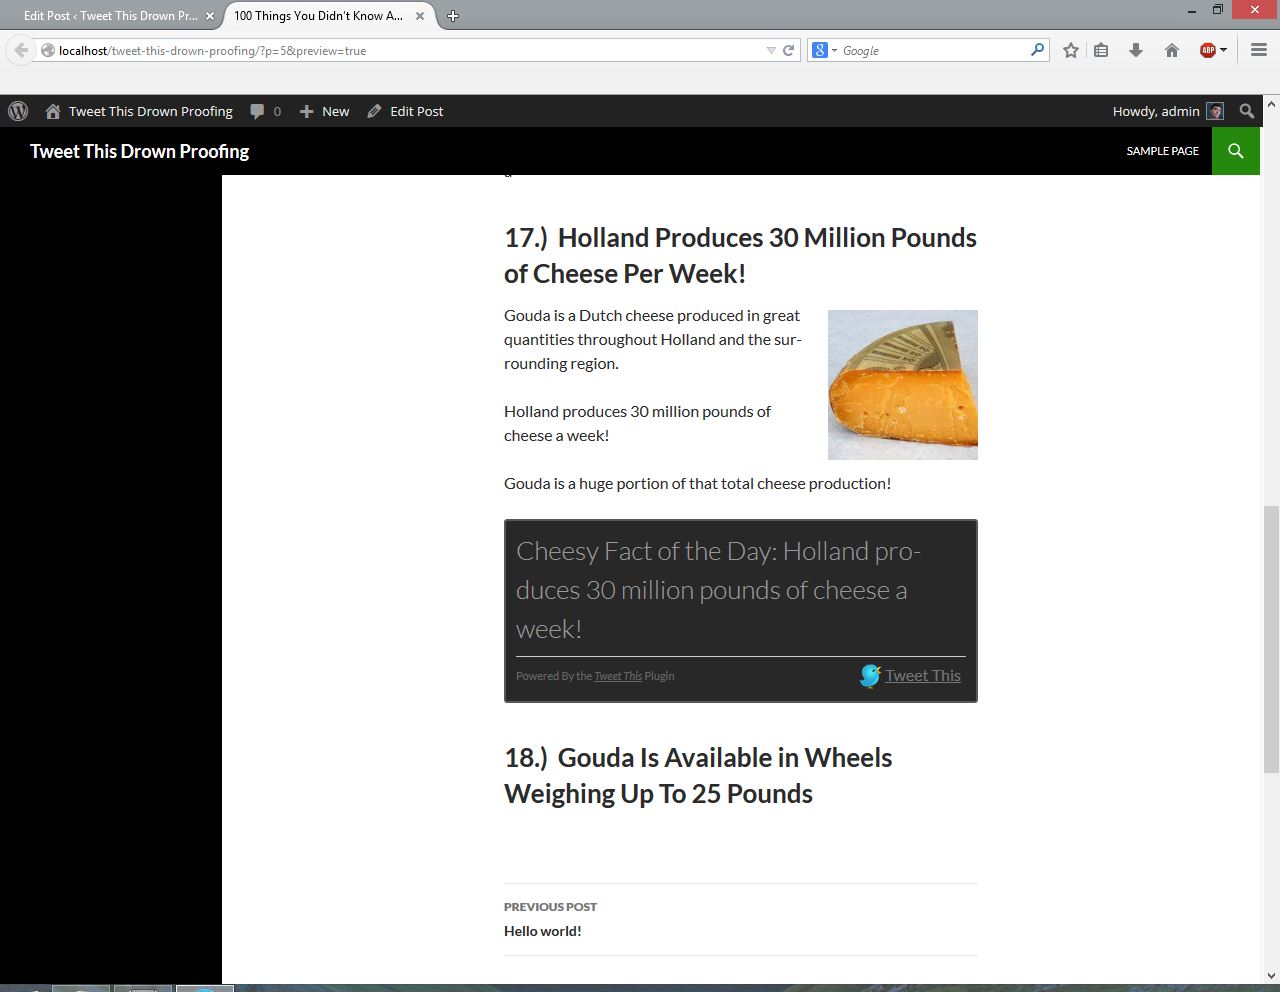 Edit Post ‹ Tweet This Drown Pr...
100 Things You Didn't Know A...
localhost/tweet-this-drown-proofing/?p=5&preview=true
Google
ABP
Tweet This Drown Proofing
0
New
Edit Post
Howdy, admin
Tweet This Drown Proofing
SAMPLE PAGE
17.) Holland Produces 30 Million Pounds
of Cheese Per Week!
Gouda is a Dutch cheese produced in great
quantities throughout Holland and the sur-
rounding region.
Holland produces 30 million pounds of
cheese a week!
Gouda is a huge portion of that total cheese production!
Cheesy Fact of the Day: Holland pro-
duces 30 million pounds of cheese a
week!
Powered By the Tweet This Plugin
Tweet This
18.) Gouda Is Available in Wheels
Weighing Up To 25 Pounds
PREVIOUS POST
Hello world!